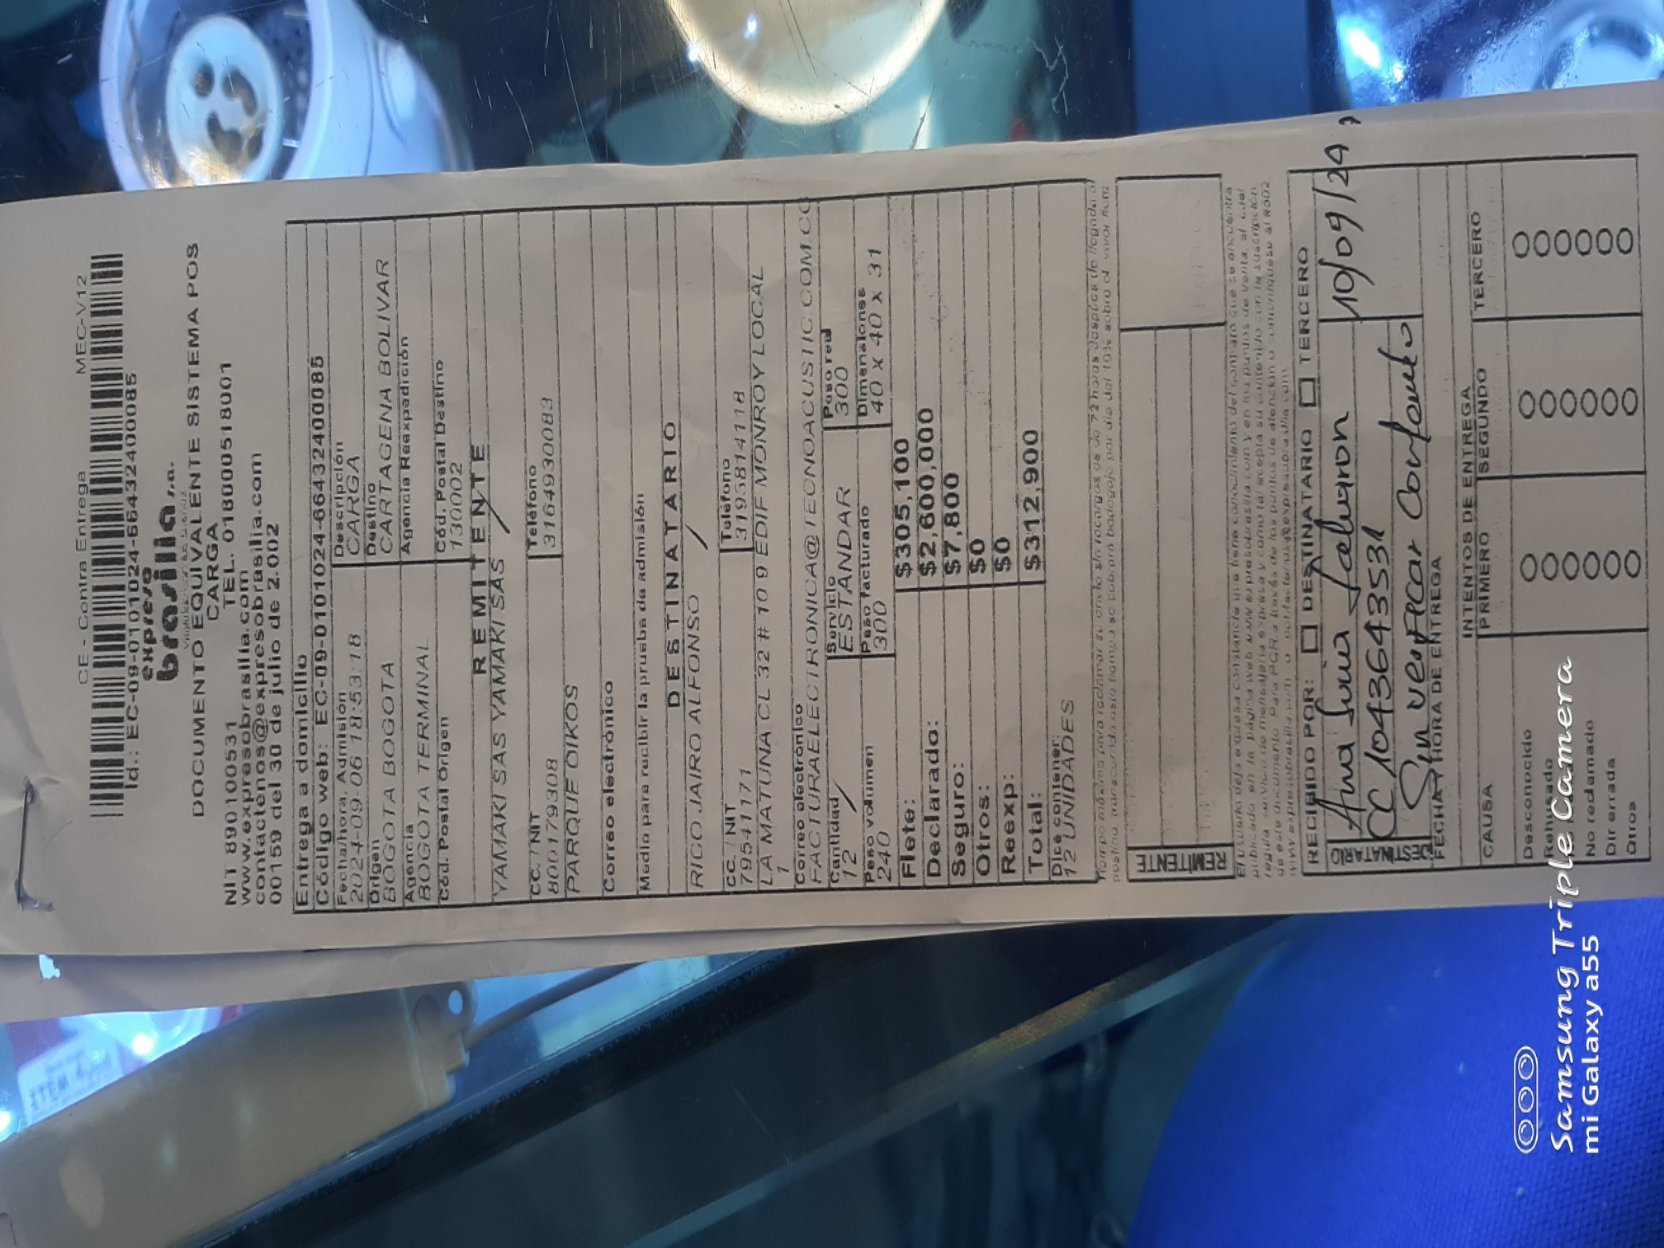 CE - Contra Entrega MEC-V12
Id.: EC-09-0101024-66432400085
expreso
brasilia s.a.
DOCUMENTO EQUIVALENTE SISTEMA POS
CARGA
NIT 890100531 TEL. 018000518001
www.expresobrasilia.com
contactenos@expresobrasilia.com
00159 del 30 de julio de 2.002
Entrega a domicilio
Código web: EC-09-0101024-66432400085
Fecha/hora. Admisión Descripción
2024-09-06 18:53:18 CARGA
Origen Destino
BOGOTA BOGOTA CARTAGENA BOLIVAR
Agencia Agencia Reexpedición
BOGOTA TERMINAL
Cód. Postal Origen Cód. Postal Destino
130002
REMITENTE
YAMAKI SAS YAMAKI SAS
CC. / NIT Teléfono
800179308 3164930083
PARQUE OIKOS
Correo electrónico
Medio para recibir la prueba de admisión
DESTINATARIO
RICO JAIRO ALFONSO
CC. / NIT Teléfono
79541171 3193814118
LA MATUNA CL 32 # 10 9 EDIF MONROY LOCAL
1
Correo electrónico
FACTURAELECTRONICA@TECNOACUSTIC COM CO
Cantidad Servicio Peso red
12 ESTANDAR 300
Peso volumen Peso facturado Dimensiones
240 300 40 x 40 x 31
Flete: $305,100
Declarado: $2,600,000
Seguro: $7,800
Otros: $0
Reexp: $0
Total: $312,900
Dice contener:
12 UNIDADES
REMITENTE
RECIBIDO POR: DESTINATARIO TERCERO
DESTINATARIO
Ana 10/09/24
CC 1043643531
Sin verificar Contenido
FECHA Y HORA DE ENTREGA
INTENTOS DE ENTREGA
CAUSA PRIMERO SEGUNDO TERCERO
Desconocido
Rehusado
No reclamado
Dir errada
Otros
Samsung Triple Camera
mi Galaxy a55